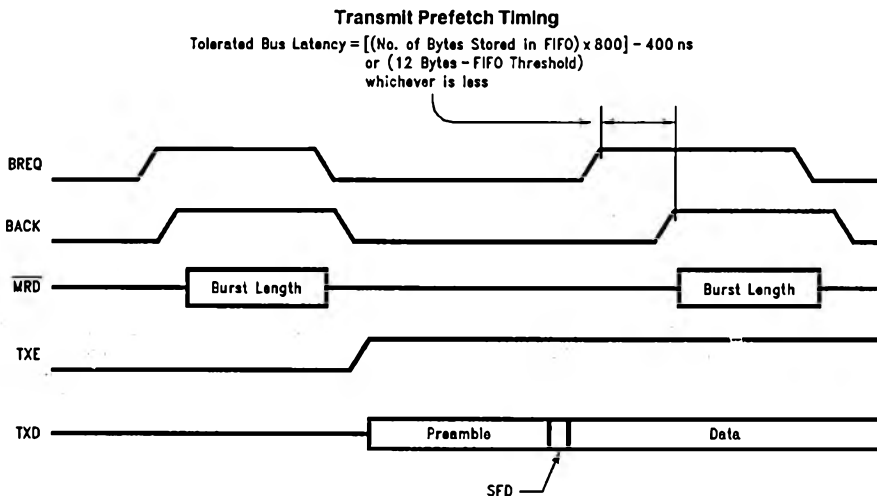 Transmit Prefetch Timing
Tolerated Bus Latency = [(No. of Bytes Stored in FIFO) x 800] - 400 ns
or (12 Bytes - FIFO Threshold)
whichever is less
BREQ
BACK
MRD
Burst Length
Burst Length
TXE
TXD
Preamble
Data
SFD